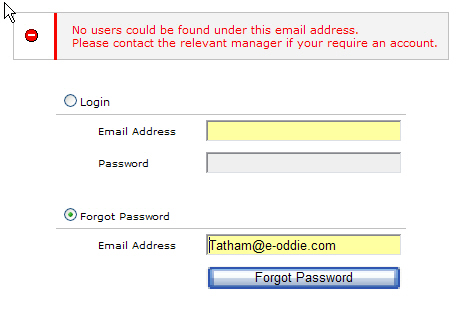 No users could be found under this email address.
Please contact the relevant manager if your require an account.
Login
Email Address
Password
Forgot Password
Email Address Tatham@e-oddie.com
Forgot Password